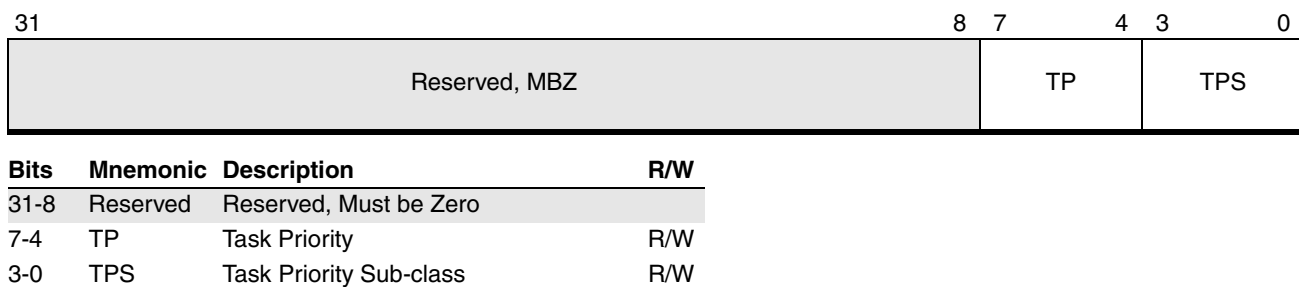 31 8 7 4 3 0
Reserved, MBZ TP TPS
Bits Mnemonic Description R/W
31-8 Reserved Reserved, Must be Zero
7-4 TP Task Priority R/W
3-0 TPS Task Priority Sub-class R/W